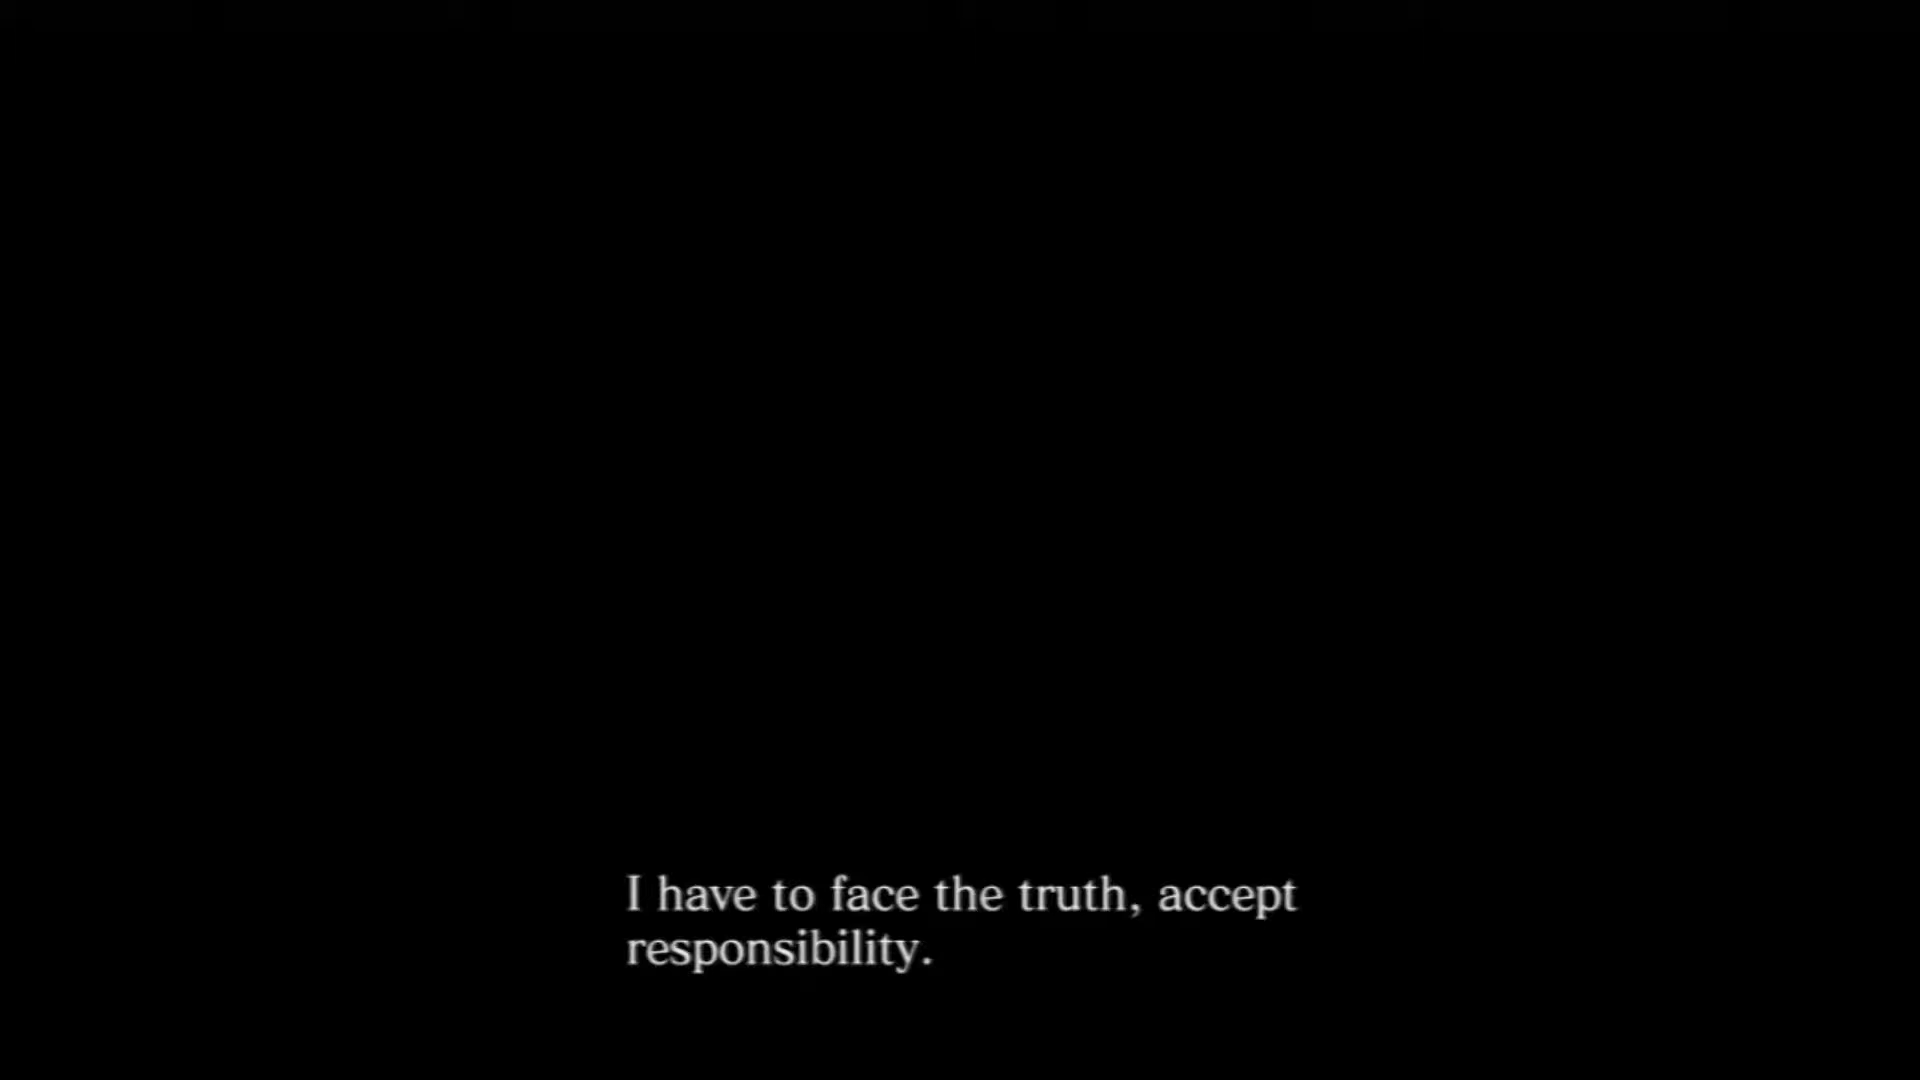 I have to face the truth, accept
responsibility.